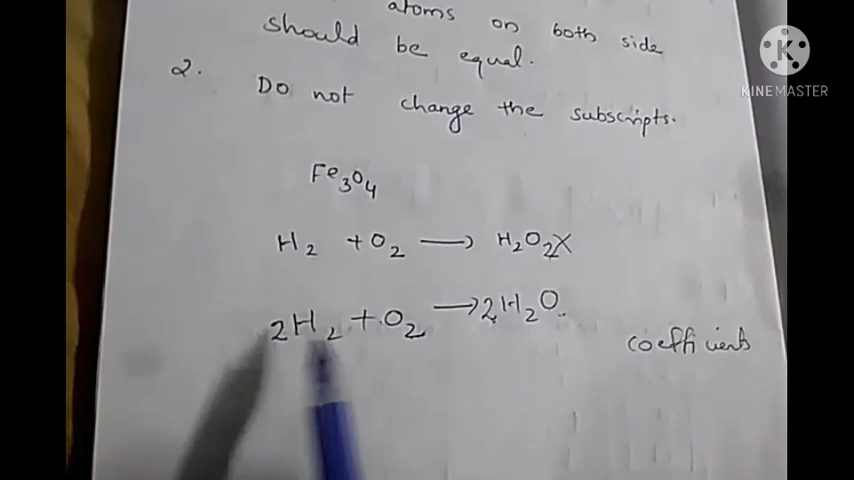 atoms on both side
should be equal.
2. Do not change the subscripts.
Fe₃O₄
H₂ + O₂ → H₂O₂X
2H₂ + O₂ → 2H₂O.
coefficients
K
KINEMASTER